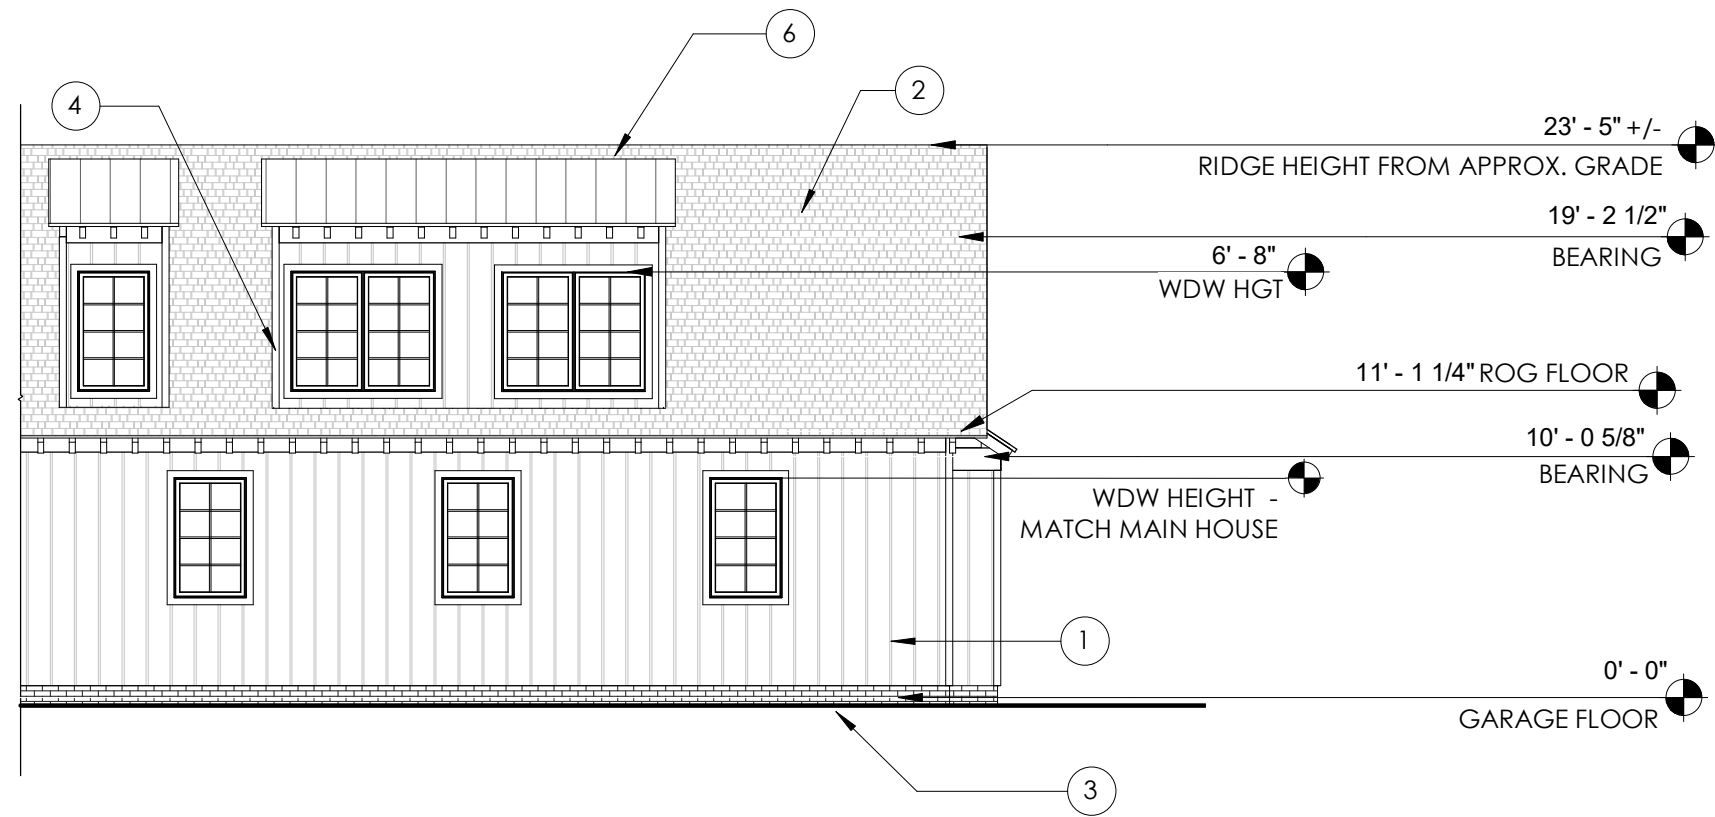 6
2
4
23' - 5" +/-
RIDGE HEIGHT FROM APPROX. GRADE
19' - 2 1/2"
BEARING
6' - 8"
WDW HGT
11' - 1 1/4" ROG FLOOR
10' - 0 5/8"
BEARING
WDW HEIGHT -
MATCH MAIN HOUSE
1
0' - 0"
GARAGE FLOOR
3